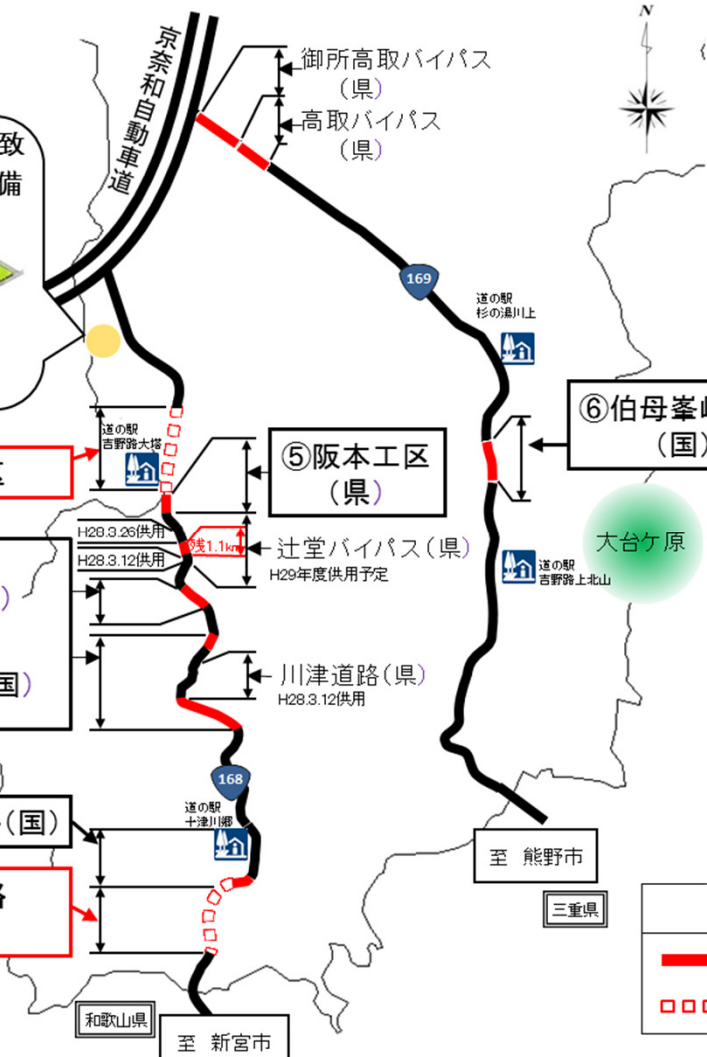 京奈和自動車道
御所高取バイパス
(県)
高取バイパス
(県)
N
致
備
169
道の駅
杉の湯川上
道の駅
吉野路大塔
⑤阪本工区
(県)
⑥伯母峯
(国)
大台ケ原
道の駅
吉野路上北山
H28.3.26供用
H28.3.12供用
残1.1km
辻堂バイパス(県)
H29年度供用予定
)
国)
川津道路(県)
H28.3.12供用
168
道の駅
十津川郷
(国)
至 熊野市
三重県
和歌山県
至 新宮市